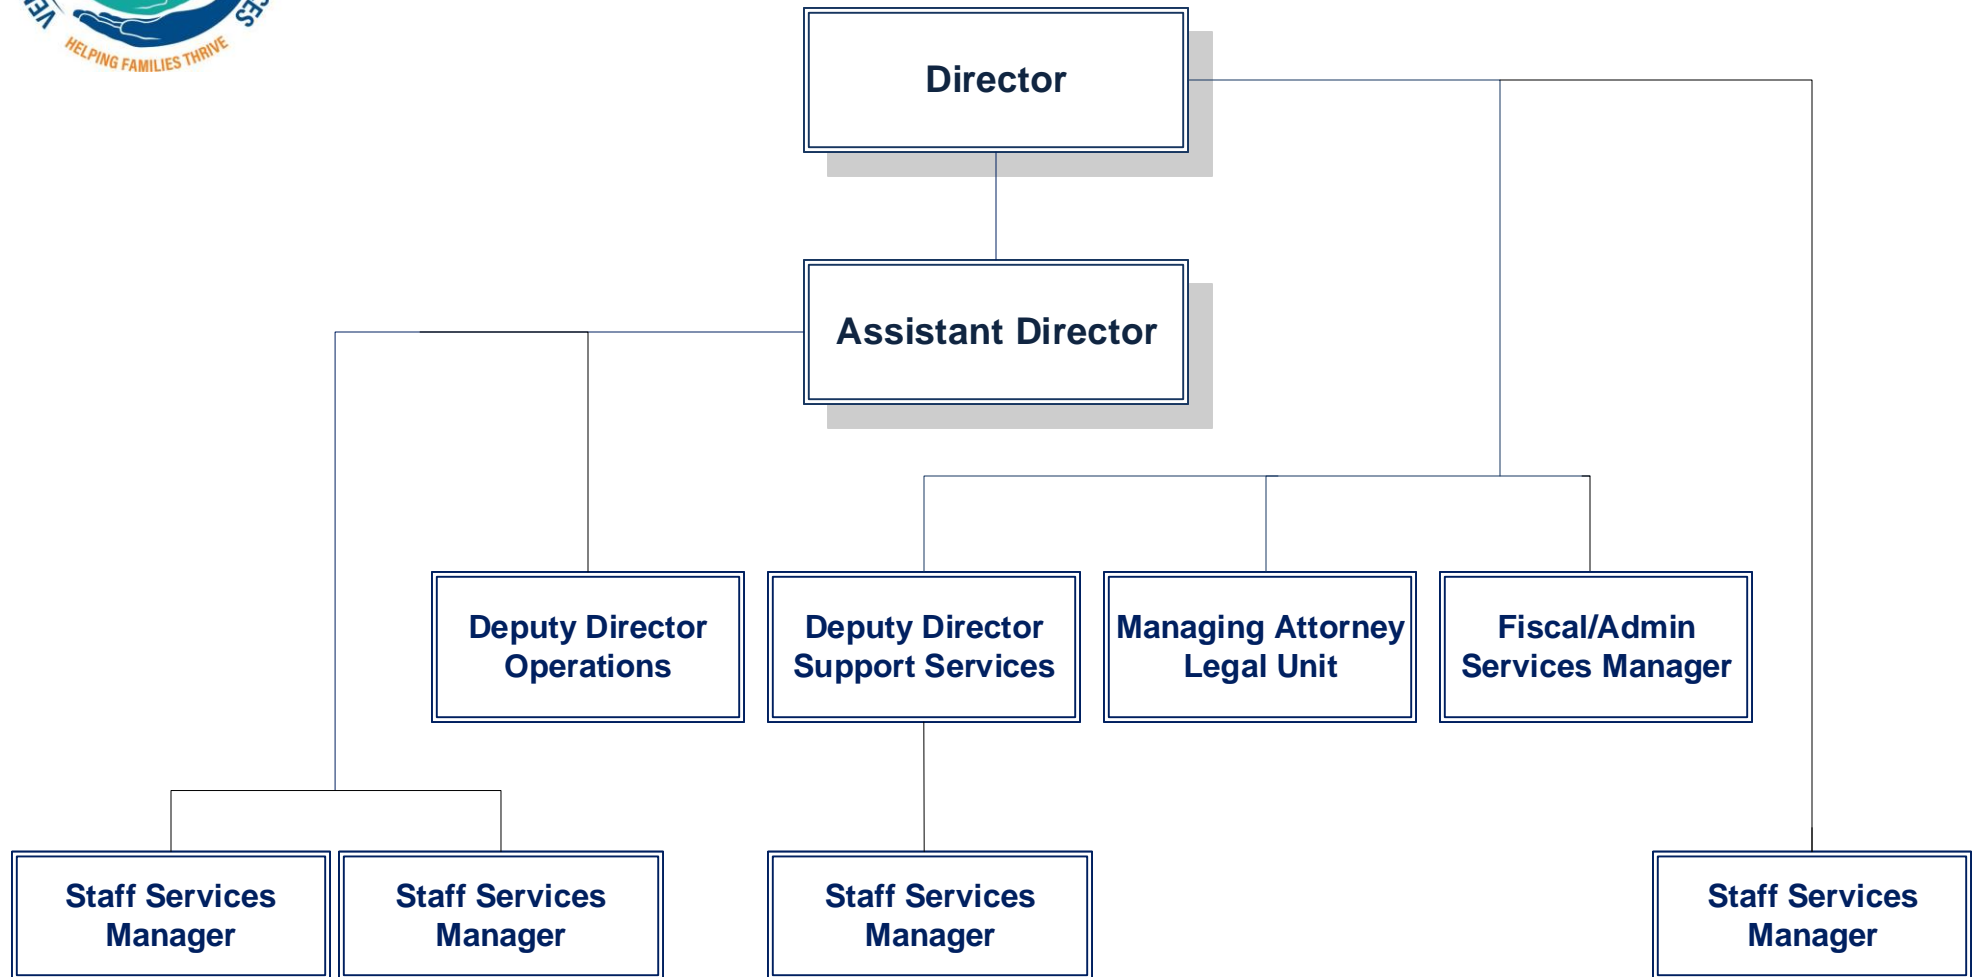 HELPING FAMILIES THRIVE
Director
Assistant Director
Deputy Director
Operations
Deputy Director
Support Services
Managing Attorney
Legal Unit
Fiscal/Admin
Services Manager
Staff Services
Manager
Staff Services
Manager
Staff Services
Manager
Staff Services
Manager